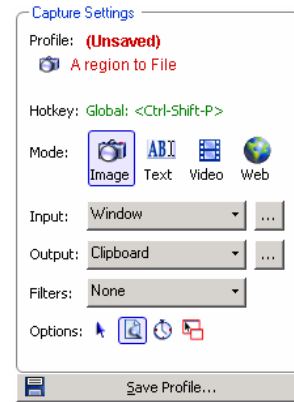 Capture Settings
Profile: (Unsaved)
A region to File
Hotkey: Global: <Ctrl-Shift-P>
Mode:
ABI
Image Text Video Web
Input: Window ...
Output: Clipboard ...
Filters: None
Options:
Save Profile...